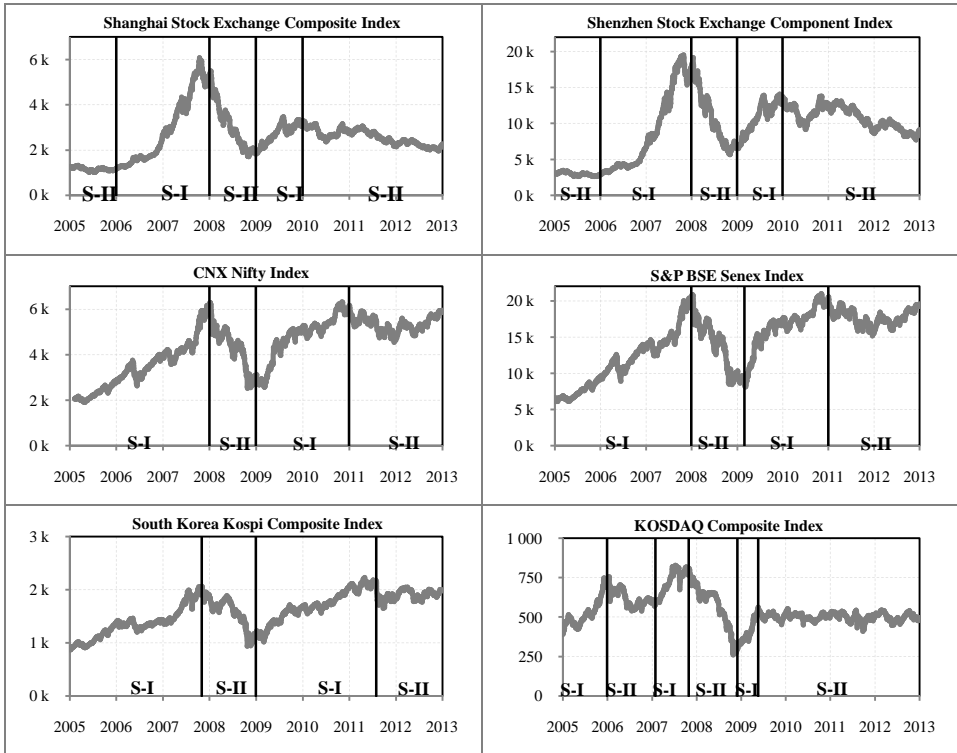 Shanghai Stock Exchange Composite Index
6 k
4 k
2 k
0 k
S-II
S-I
S-II
S-I
S-II
2005 2006 2007 2008 2009 2010 2011 2012 2013
Shenzhen Stock Exchange Component Index
20 k
15 k
10 k
5 k
0 k
S-II
S-I
S-II
S-I
S-II
2005 2006 2007 2008 2009 2010 2011 2012 2013
CNX Nifty Index
6 k
4 k
2 k
0 k
S-I
S-II
S-I
S-II
2005 2006 2007 2008 2009 2010 2011 2012 2013
S&P BSE Senex Index
20 k
15 k
10 k
5 k
0 k
S-I
S-II
S-I
S-II
2005 2006 2007 2008 2009 2010 2011 2012 2013
South Korea Kospi Composite Index
3 k
2 k
1 k
0 k
S-I
S-II
S-I
S-II
2005 2006 2007 2008 2009 2010 2011 2012 2013
KOSDAQ Composite Index
1 000
750
500
250
0
S-I
S-II
S-I
S-II
S-I
S-II
2005 2006 2007 2008 2009 2010 2011 2012 2013